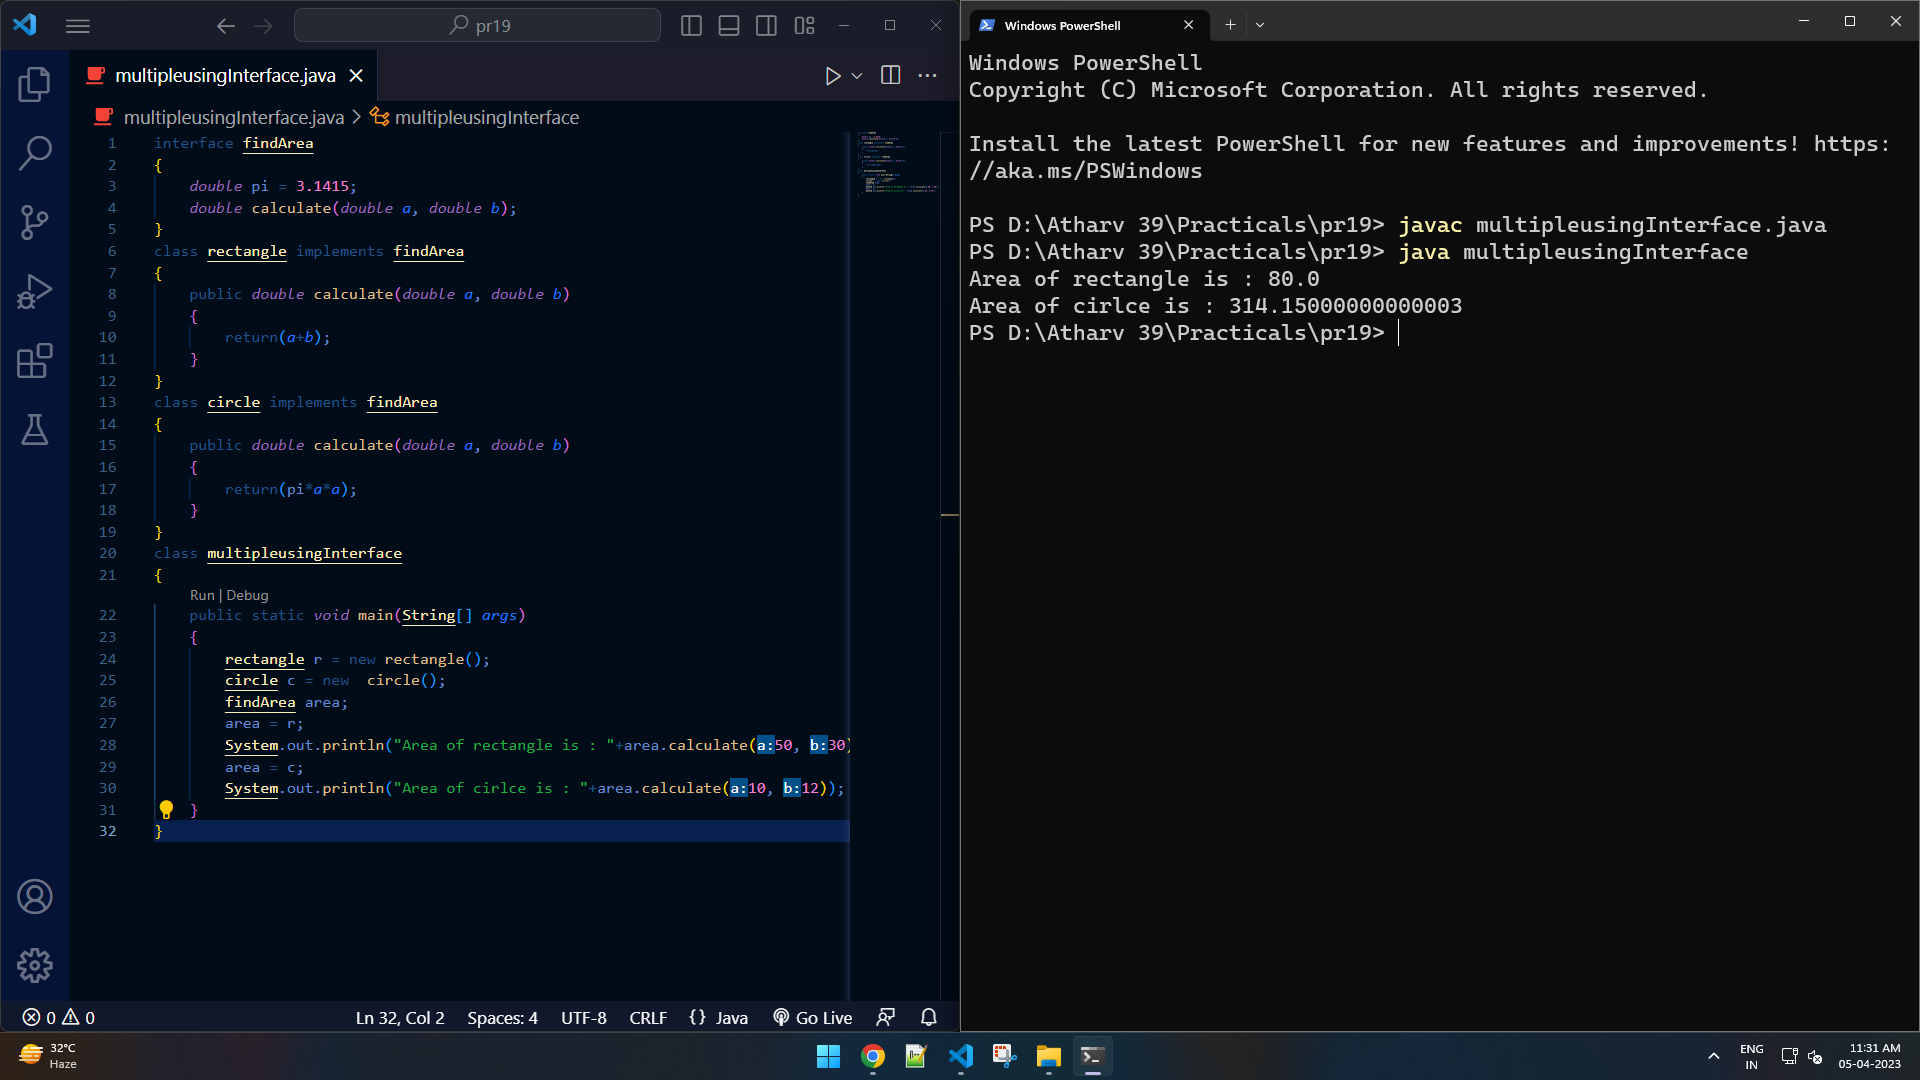 pr19
multipleusingInterface.java
multipleusingInterface.java > multipleusingInterface
1 interface findArea
2 {
3 double pi = 3.1415;
4 double calculate(double a, double b);
5 }
6 class rectangle implements findArea
7 {
8 public double calculate(double a, double b)
9 {
10 return(a+b);
11 }
12 }
13 class circle implements findArea
14 {
15 public double calculate(double a, double b)
16 {
17 return(pi*a*a);
18 }
19 }
20 class multipleusingInterface
21 {
Run | Debug
22 public static void main(String[] args)
23 {
24 rectangle r = new rectangle();
25 circle c = new  circle();
26 findArea area;
27 area = r;
28 System.out.println("Area of rectangle is : "+area.calculate(a:50, b:30)
29 area = c;
30 System.out.println("Area of cirlce is : "+area.calculate(a:10, b:12));
31 }
32 }
0 0
Ln 32, Col 2 Spaces: 4 UTF-8 CRLF {} Java Go Live
Windows PowerShell
Windows PowerShell
Copyright (C) Microsoft Corporation. All rights reserved.
Install the latest PowerShell for new features and improvements! https:
//aka.ms/PSWindows
PS D:\Atharv 39\Practicals\pr19> javac multipleusingInterface.java
PS D:\Atharv 39\Practicals\pr19> java multipleusingInterface
Area of rectangle is : 80.0
Area of cirlce is : 314.15000000000003
PS D:\Atharv 39\Practicals\pr19>
32°C
Haze
ENG
IN
11:31 AM
05-04-2023